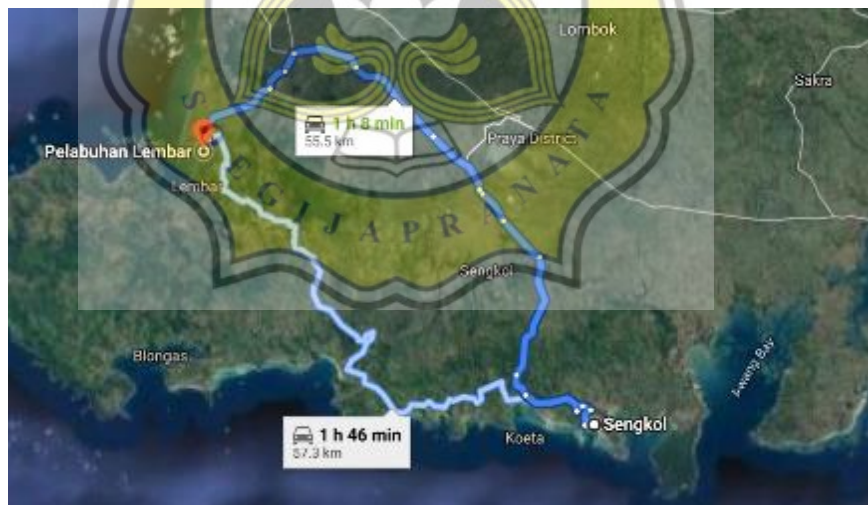 Lombok
Sakra
1 h 8 min
55.5 km
Praya District
Pelabuhan Lembar
Lembar
SOEGIJAPRANATA
Sengkol
Blongas
Awang Bay
1 h 46 min
57.3 km
Koeta
Sengkol